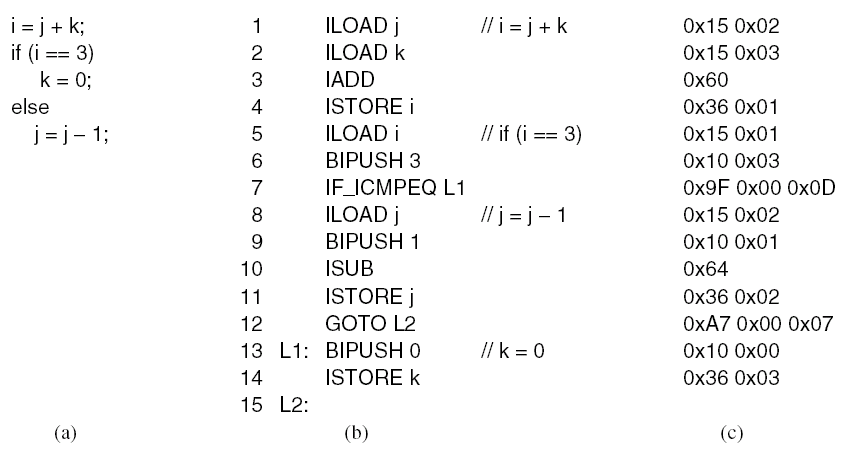 i = j + k; 1 ILOAD j // i = j + k 0x15 0x02
if (i == 3) 2 ILOAD k 0x15 0x03
k = 0; 3 IADD 0x60
else 4 ISTORE i 0x36 0x01
j = j – 1; 5 ILOAD i // if (i == 3) 0x15 0x01
6 BIPUSH 3 0x10 0x03
7 IF_ICMPEQ L1 0x9F 0x00 0x0D
8 ILOAD j // j = j – 1 0x15 0x02
9 BIPUSH 1 0x10 0x01
10 ISUB 0x64
11 ISTORE j 0x36 0x02
12 GOTO L2 0xA7 0x00 0x07
13 L1: BIPUSH 0 // k = 0 0x10 0x00
14 ISTORE k 0x36 0x03
15 L2:
(a) (b) (c)